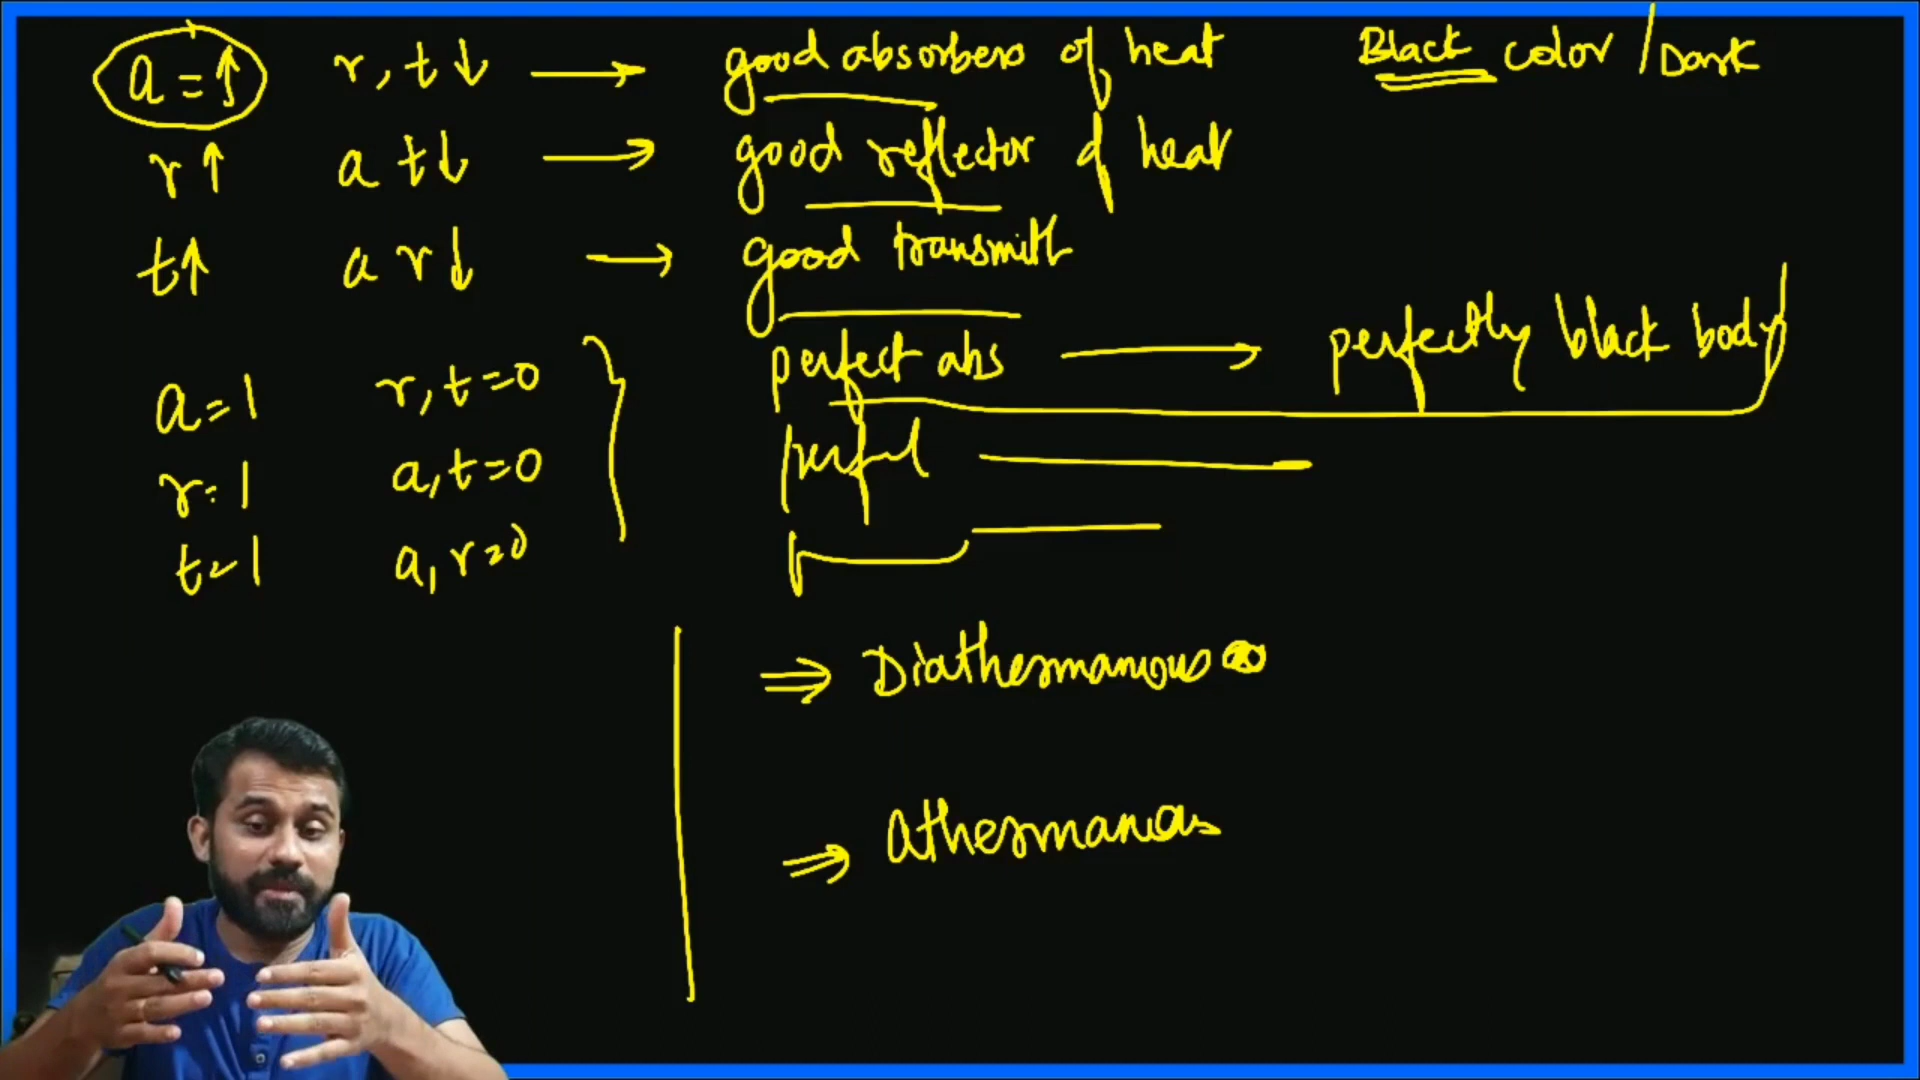 a = ↑ r, t ↓ → good absorbers of heat Black color / Dark
r ↑ a t ↓ → good reflector of heat
t ↑ a r ↓ → good transmitt
perfect abs → perfectly black body
a = 1 r, t = 0
r = 1 a, t = 0
t = 1 a, r = 0
⇒ Diathermanous
⇒ athermanous